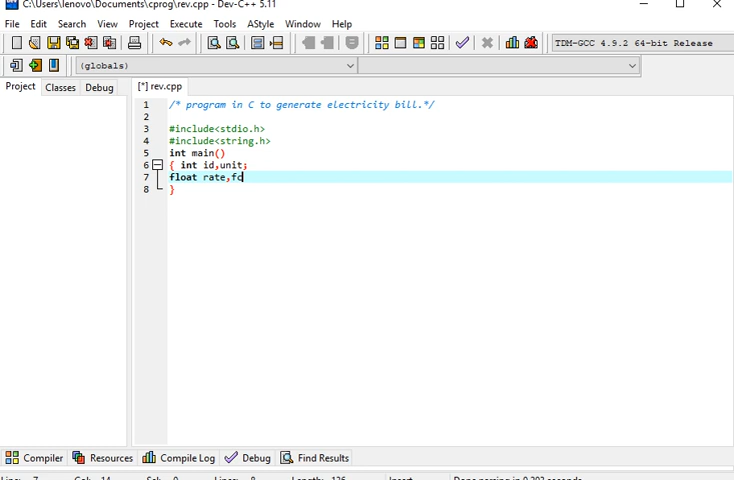 C:\Users\lenovo\Documents\cprog\rev.cpp - Dev-C++ 5.11
File Edit Search View Project Execute Tools AStyle Window Help
TDM-GCC 4.9.2 64-bit Release
(globals)
Project Classes Debug [*] rev.cpp
1 /* program in C to generate electricity bill.*/
2
3 #include<stdio.h>
4 #include<string.h>
5 int main()
6 { int id,unit;
7 float rate,fc
8 }
Compiler Resources Compile Log Debug Find Results